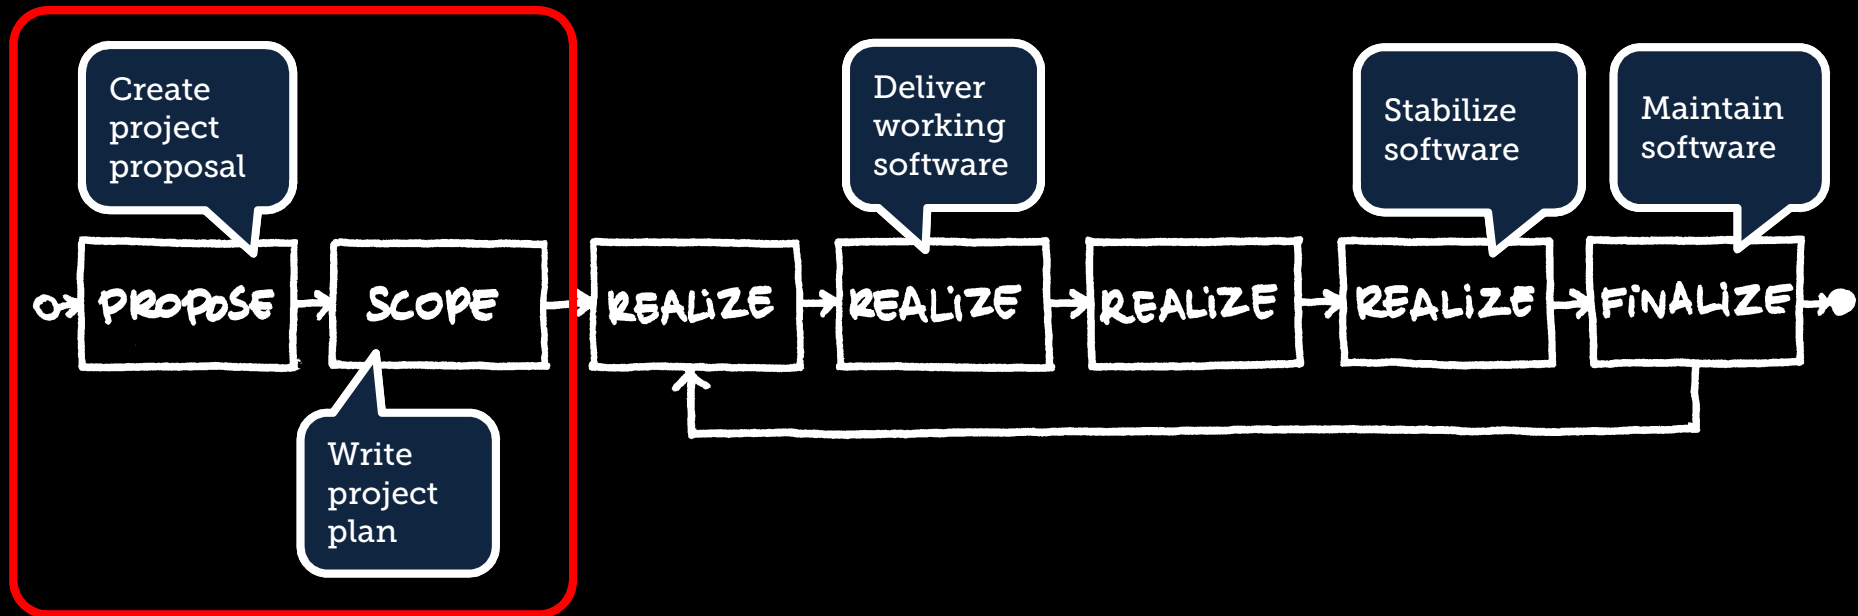 Create
project
proposal
Deliver
working
software
Stabilize
software
Maintain
software
PROPOSE
SCOPE
REALiZE
REALiZE
REALiZE
REALiZE
FiNALiZE
Write
project
plan